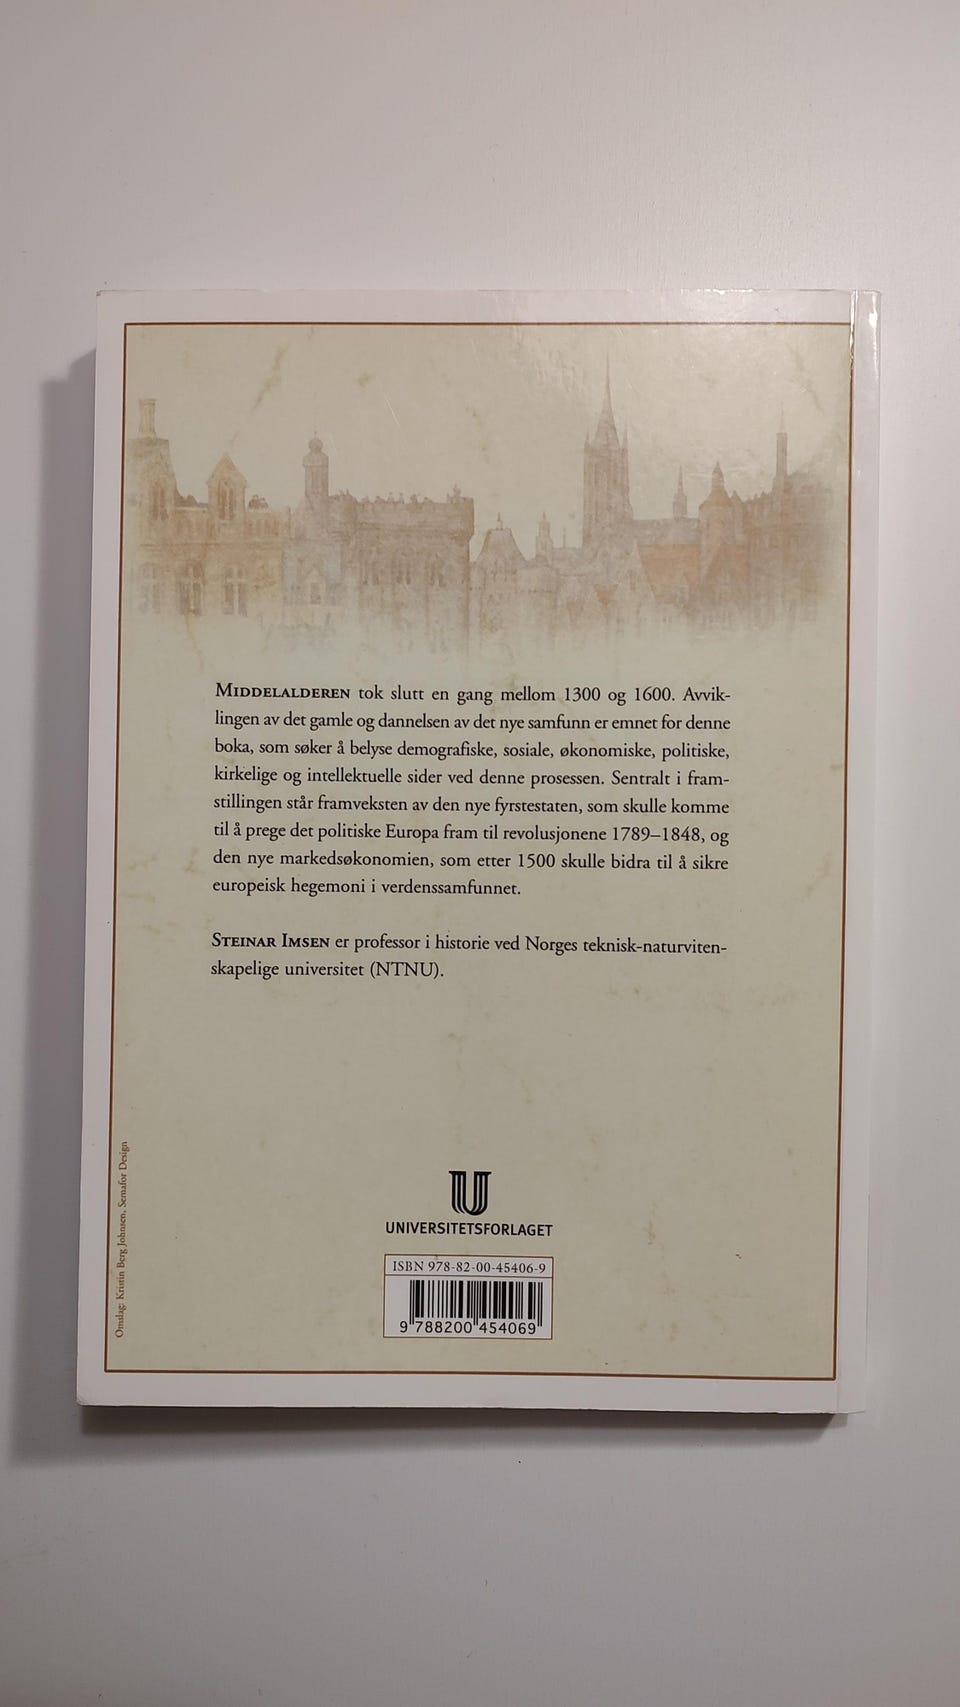 MIDDELALDEREN tok slutt en gang mellom 1300 og 1600. Avvik-
lingen av det gamle og dannelsen av det nye samfunn er emnet for denne
boka, som søker å belyse demografiske, sosiale, økonomiske, politiske,
kirkelige og intellektuelle sider ved denne prosessen. Sentralt i fram-
stillingen står framveksten av den nye fyrstestaten, som skulle komme
til å prege det politiske Europa fram til revolusjonene 1789–1848, og
den nye markedsøkonomien, som etter 1500 skulle bidra til å sikre
europeisk hegemoni i verdenssamfunnet.
STEINAR IMSEN er professor i historie ved Norges teknisk-naturviten-
skapelige universitet (NTNU).
Omslag: Kristin Berg Johnsen, Semafor Design
UNIVERSITETSFORLAGET
ISBN 978-82-00-45406-9
9 788200 454069